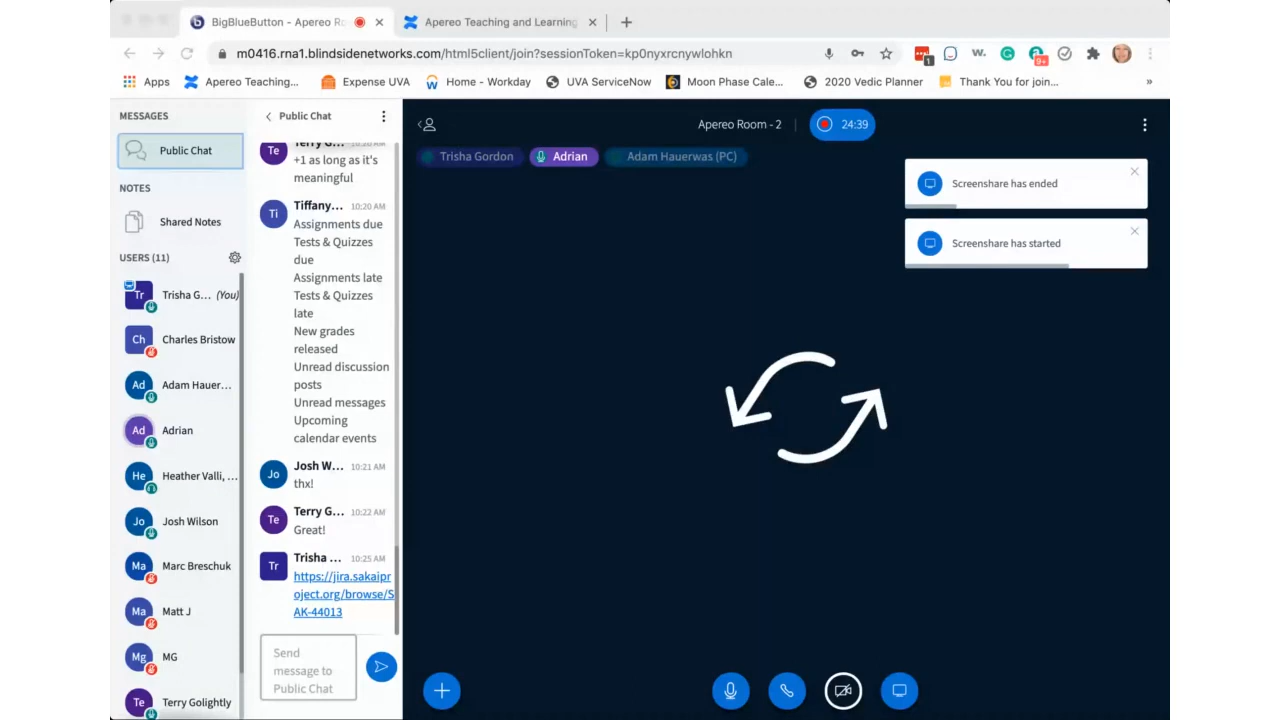 BigBlueButton - Apereo Ro
Apereo Teaching and Learning
m0416.rna1.blindsidenetworks.com/html5client/join?sessionToken=kp0nyxrcnywlohkn
W.
1
9+
Apps
Apereo Teaching...
Expense UVA
Home - Workday
UVA ServiceNow
Moon Phase Cale...
2020 Vedic Planner
Thank You for join...
»
MESSAGES
Public Chat
NOTES
Shared Notes
USERS (11)
Tr
Trisha G... (You)
Ch
Charles Bristow
Ad
Adam Hauer...
Ad
Adrian
He
Heather Valli, ...
Jo
Josh Wilson
Ma
Marc Breschuk
Ma
Matt J
Mg
MG
Te
Terry Golightly
Public Chat
Te
Terry G... 10:20 AM
+1 as long as it's
meaningful
Ti
Tiffany... 10:20 AM
Assignments due
Tests & Quizzes
due
Assignments late
Tests & Quizzes
late
New grades
released
Unread discussion
posts
Unread messages
Upcoming
calendar events
Jo
Josh W... 10:21 AM
thx!
Te
Terry G... 10:22 AM
Great!
Tr
Trisha ... 10:25 AM
https://jira.sakaipr
oject.org/browse/S
AK-44013
Send
message to
Public Chat
Apereo Room - 2
24:39
Trisha Gordon
Adrian
Adam Hauerwas (PC)
Screenshare has ended
Screenshare has started